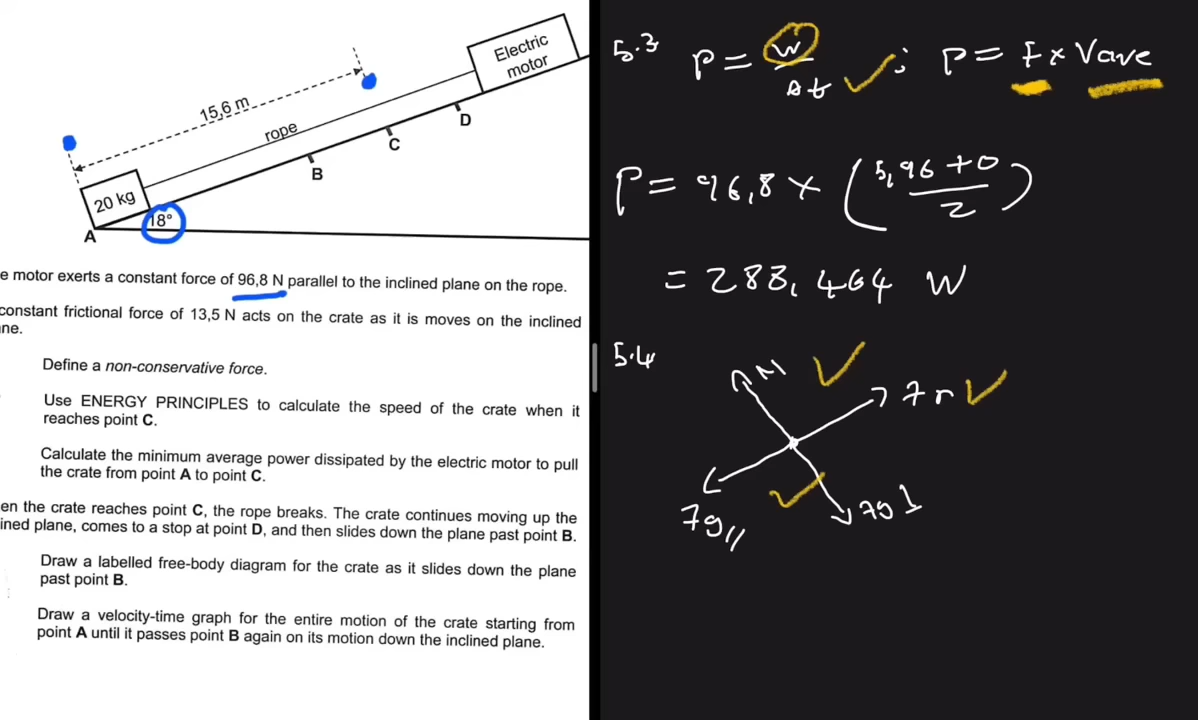 Electric
motor
15,6 m
rope
D
C
B
20 kg
18°
A
e motor exerts a constant force of 96,8 N parallel to the inclined plane on the rope.
constant frictional force of 13,5 N acts on the crate as it is moves on the inclined
ne.
Define a non-conservative force.
Use ENERGY PRINCIPLES to calculate the speed of the crate when it
reaches point C.
Calculate the minimum average power dissipated by the electric motor to pull
the crate from point A to point C.
en the crate reaches point C, the rope breaks. The crate continues moving up the
ined plane, comes to a stop at point D, and then slides down the plane past point B.
Draw a labelled free-body diagram for the crate as it slides down the plane
past point B.
Draw a velocity-time graph for the entire motion of the crate starting from
point A until it passes point B again on its motion down the inclined plane.
5.3 P = W/Δt ; P = F x Vave
P = 96,8 x (5,96 + 0 / 2)
= 288,464 W
5.4
N
Fr
Fg//
Fg⊥